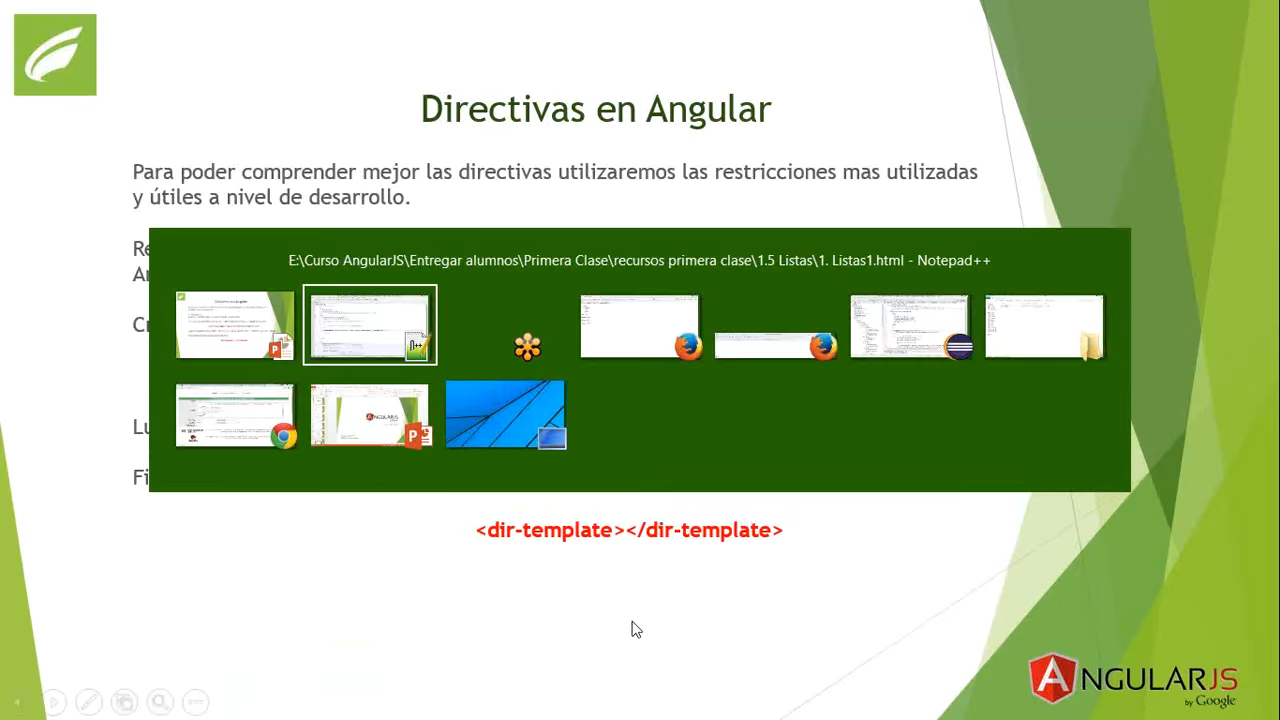 Directivas en Angular
Para poder comprender mejor las directivas utilizaremos las restricciones mas utilizadas
y útiles a nivel de desarrollo.
E:\Curso AngularJS\Entregar alumnos\Primera Clase\recursos primera clase\1.5 Listas\1. Listas1.html - Notepad++
<dir-template></dir-template>
ANGULARJS
by Google